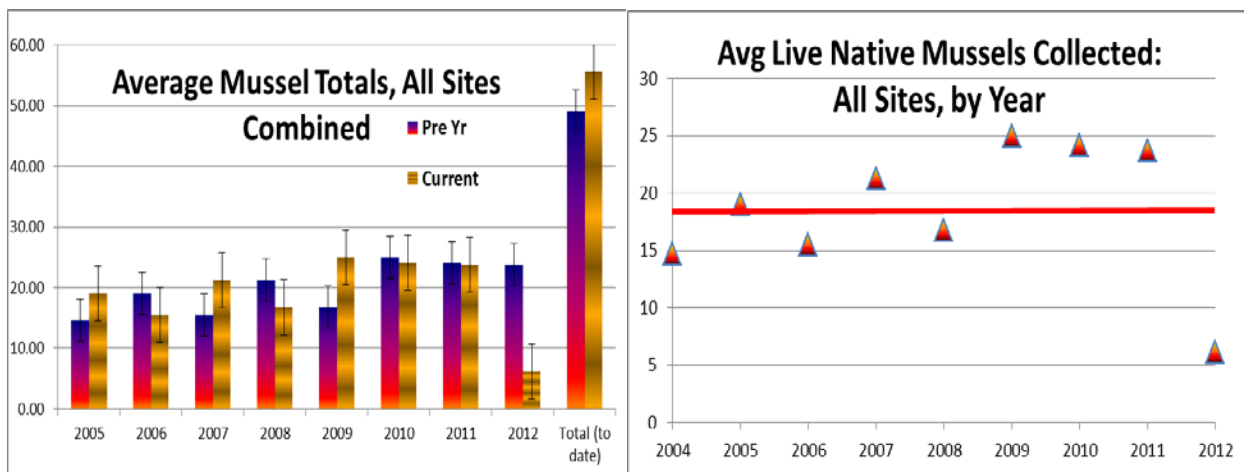 Average Mussel Totals, All Sites
Combined
Pre Yr
Current
60.00
50.00
40.00
30.00
20.00
10.00
0.00
2005 2006 2007 2008 2009 2010 2011 2012 Total (to
date)
Avg Live Native Mussels Collected:
All Sites, by Year
30
25
20
15
10
5
0
2004 2005 2006 2007 2008 2009 2010 2011 2012